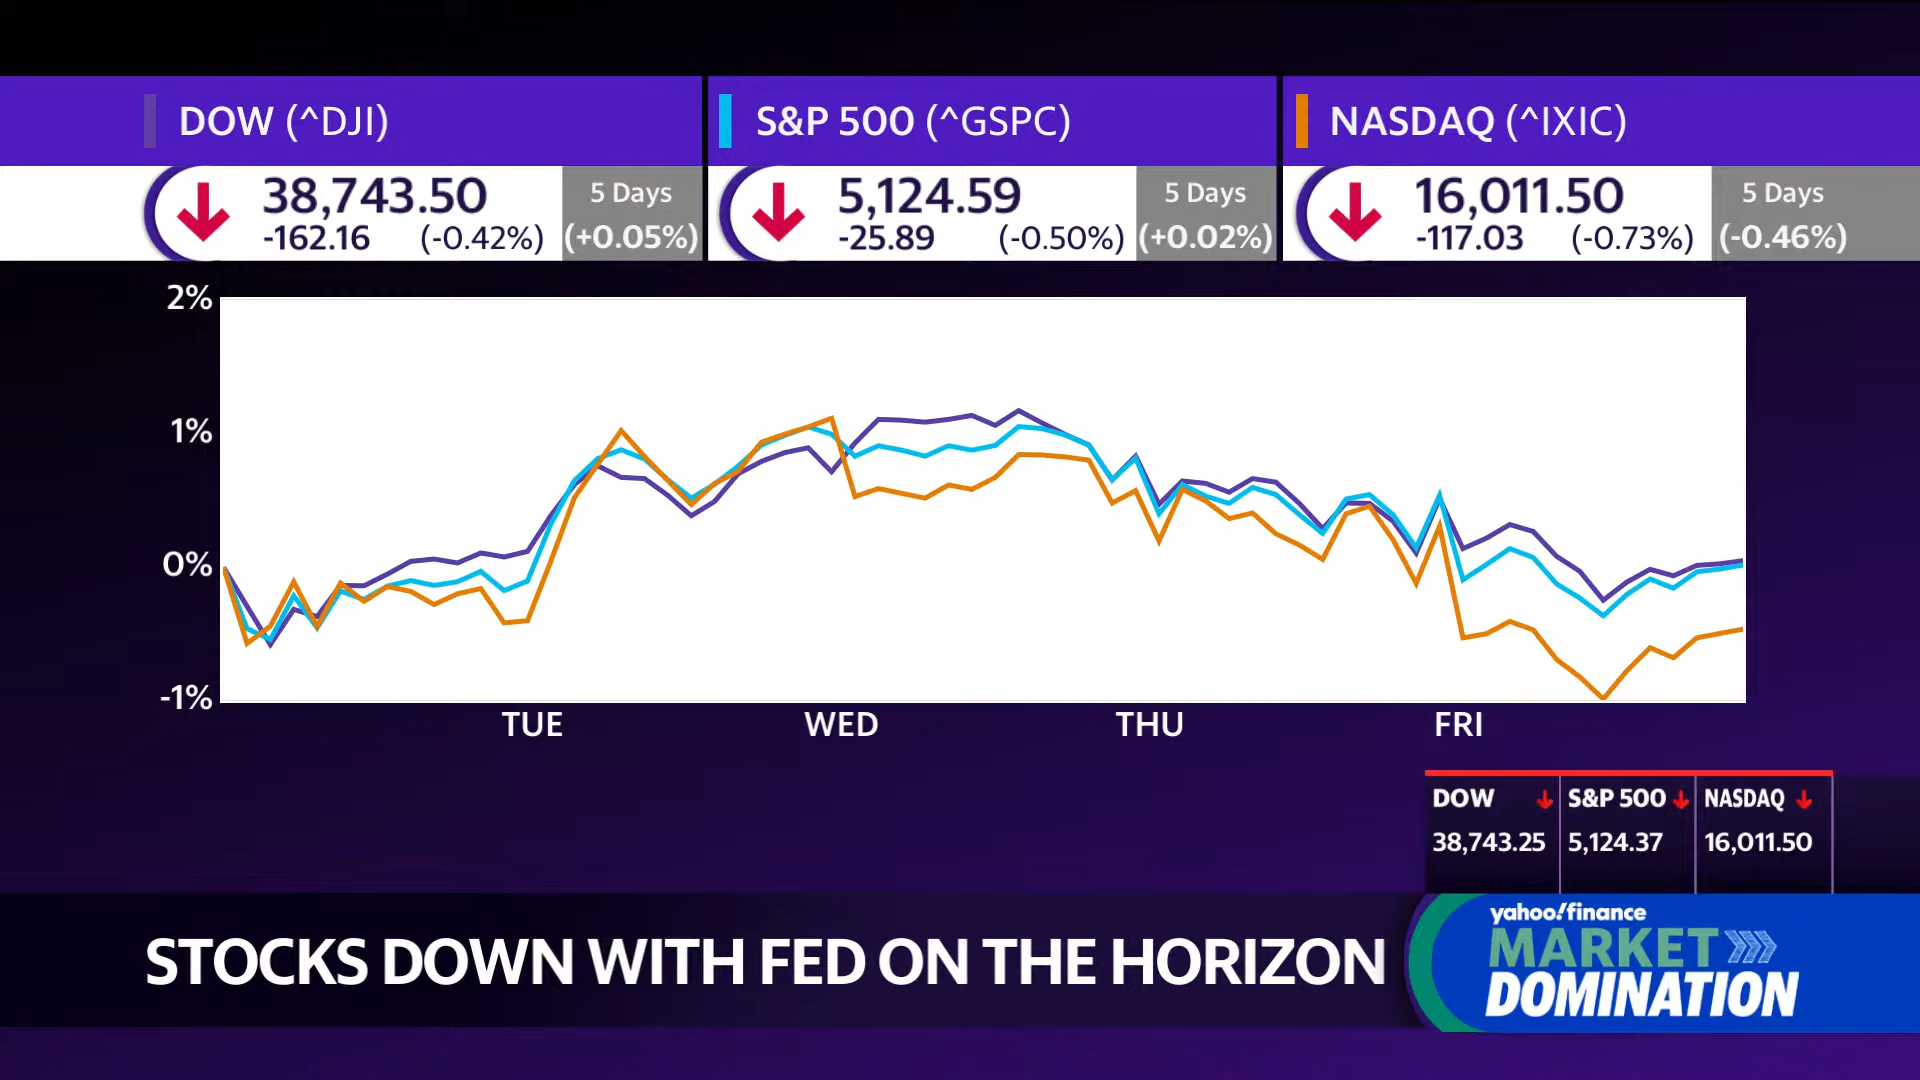 DOW (^DJI)
38,743.50
-162.16 (-0.42%)
5 Days
(+0.05%)
S&P 500 (^GSPC)
5,124.59
-25.89 (-0.50%)
5 Days
(+0.02%)
NASDAQ (^IXIC)
16,011.50
-117.03 (-0.73%)
5 Days
(-0.46%)
2%
1%
0%
-1%
TUE WED THU FRI
DOW S&P 500 NASDAQ
38,743.25 5,124.37 16,011.50
STOCKS DOWN WITH FED ON THE HORIZON
yahoo!finance
MARKET
DOMINATION